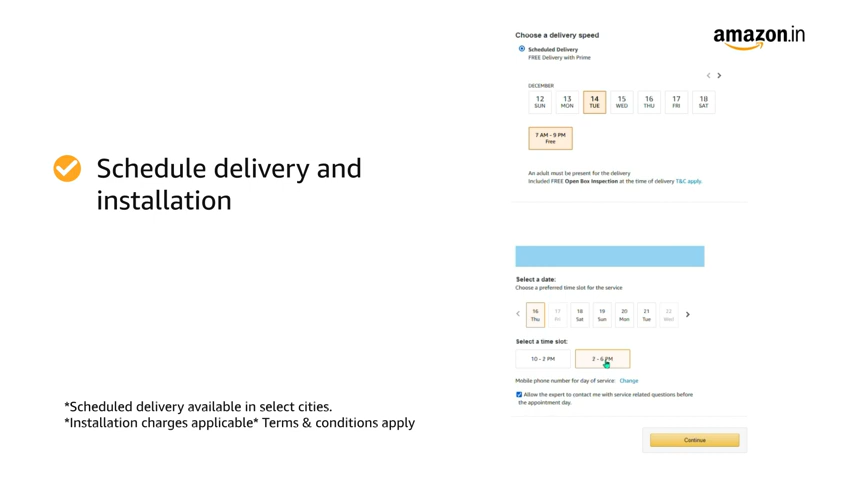 Choose a delivery speed
amazon.in
Scheduled Delivery
FREE Delivery with Prime
DECEMBER
12 13 14 15 16 17 18
SUN MON TUE WED THU FRI SAT
7 AM - 9 PM
Free
Schedule delivery and
installation
An adult must be present for the delivery
Included FREE Open Box Inspection at the time of delivery T&C apply.
Select a date:
Choose a preferred time slot for the service
16 17 18 19 20 21 22
Thu Fri Sat Sun Mon Tue Wed
Select a time slot:
10 - 2 PM 2 - 6 PM
Mobile phone number for day of service: Change
Allow the expert to contact me with service related questions before
the appointment day.
*Scheduled delivery available in select cities.
*Installation charges applicable* Terms & conditions apply
Continue